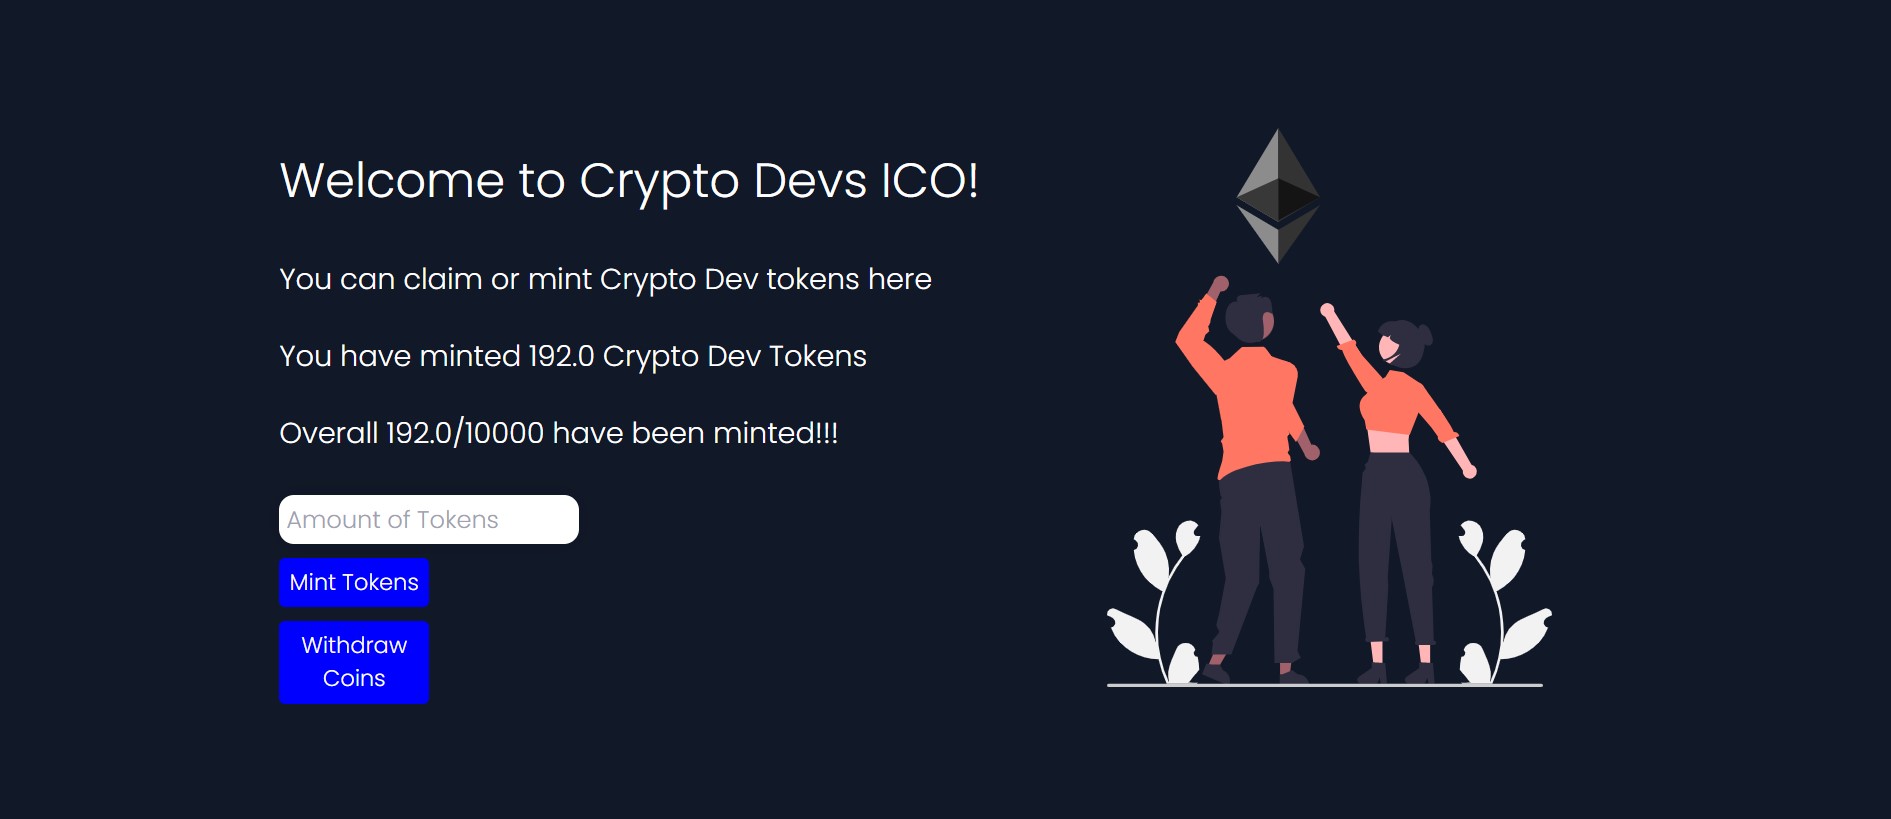 Welcome to Crypto Devs ICO!
You can claim or mint Crypto Dev tokens here
You have minted 192.0 Crypto Dev Tokens
Overall 192.0/10000 have been minted!!!
Amount of Tokens
Mint Tokens
Withdraw
Coins